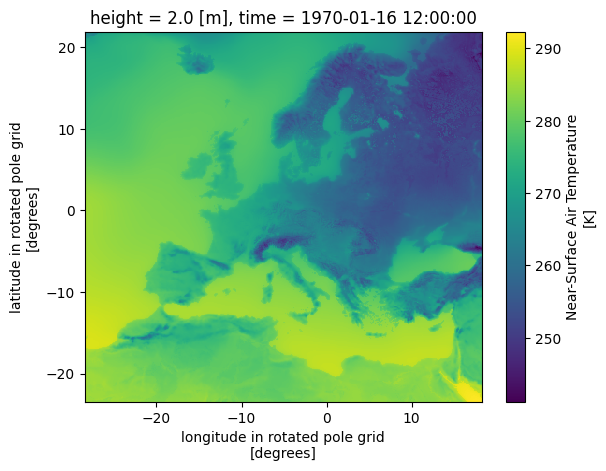 height = 2.0 [m], time = 1970-01-16 12:00:00
20
10
0
−10
−20
latitude in rotated pole grid
[degrees]
−20
−10
0
10
longitude in rotated pole grid
[degrees]
290
280
270
260
250
Near-Surface Air Temperature
[K]